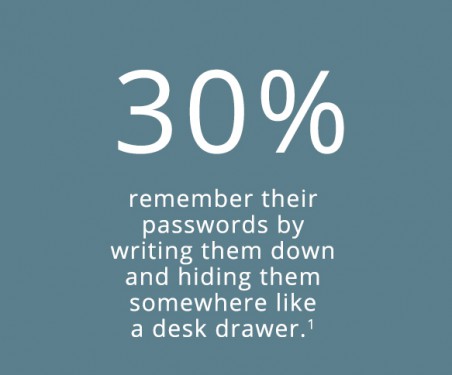 30%
remember their
passwords by
writing them down
and hiding them
somewhere like
a desk drawer.¹